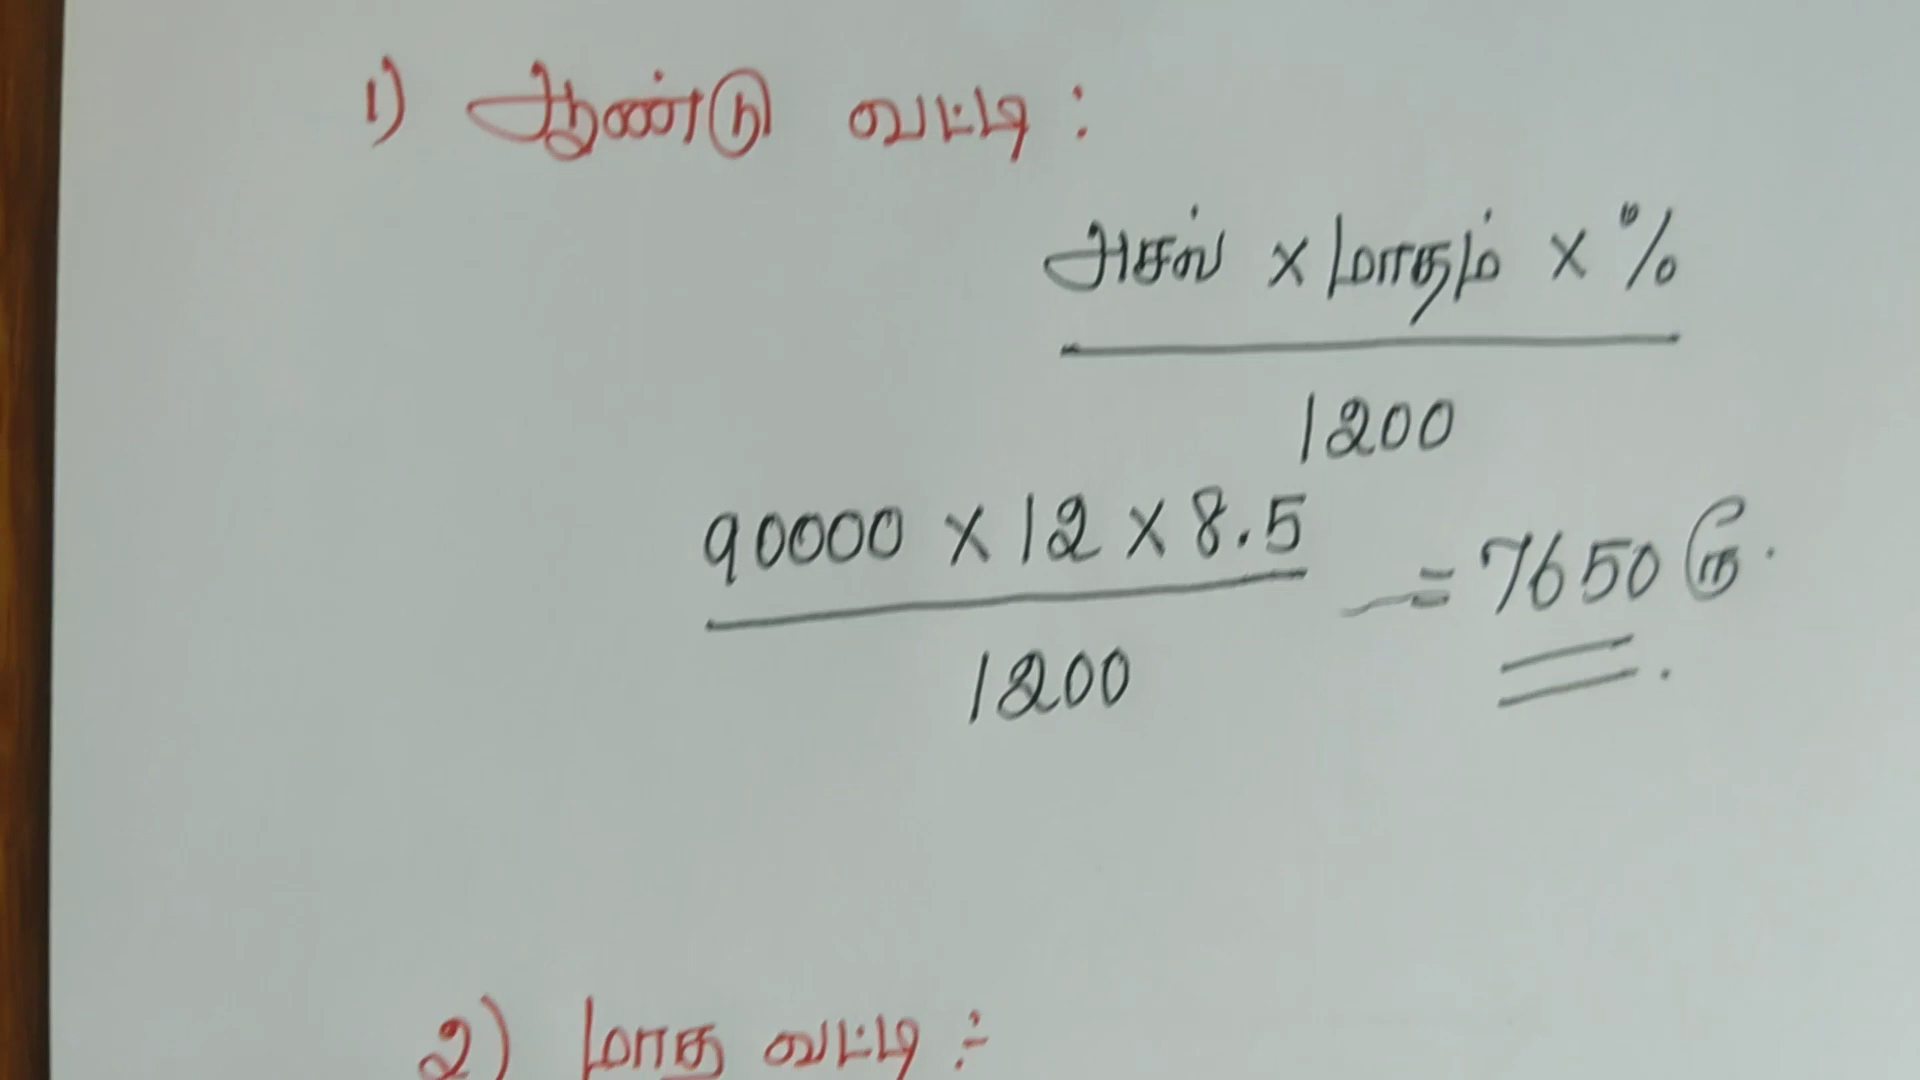 1) ஆண்டு வட்டி :
அசல் x மாதம் x %
1200
90000 x 12 x 8.5
1200
= 7650 ரூ.
2) மாத வட்டி :-